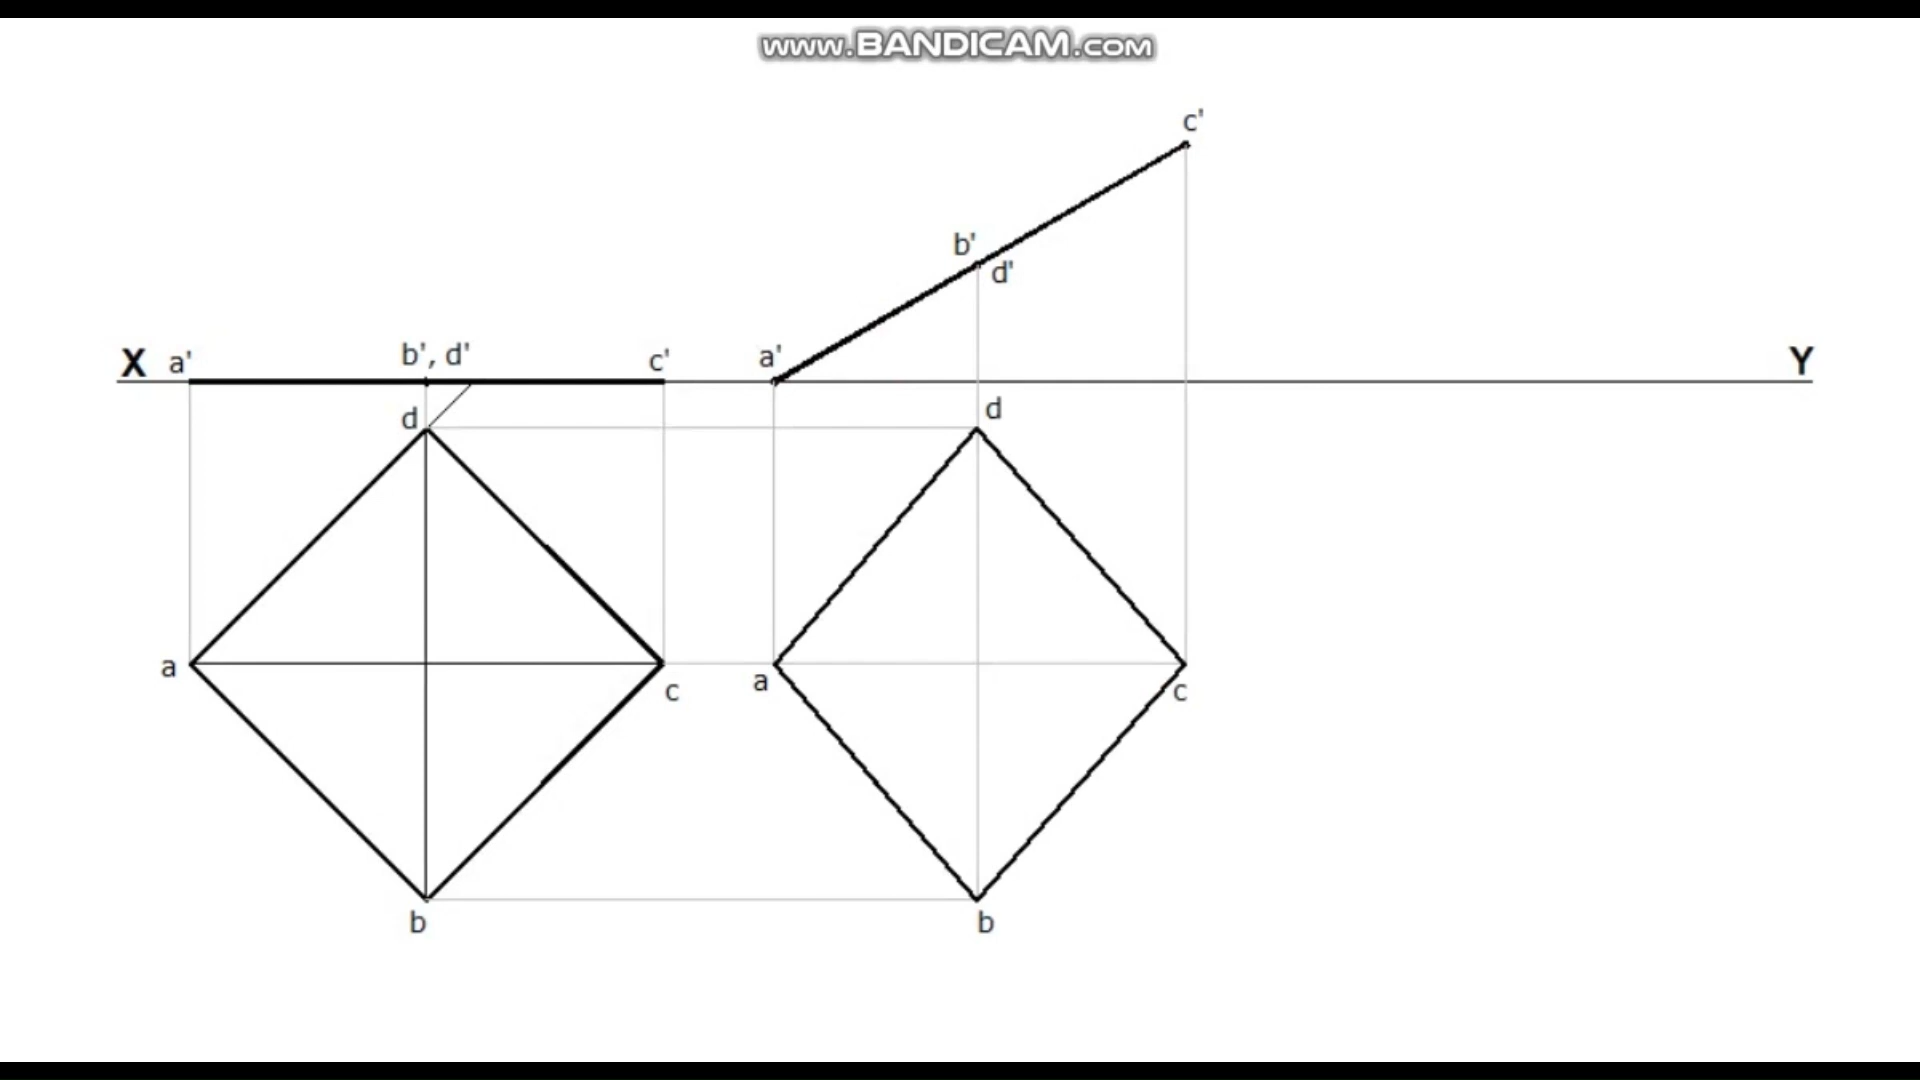 www.BANDICAM.com
c'
b'
d'
X a' b', d' c' a' Y
d d
a c a c
b b